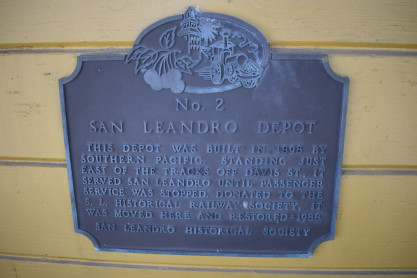 No. 2
SAN LEANDRO DEPOT
THIS DEPOT WAS BUILT IN 1898 BY
SOUTHERN PACIFIC, STANDING JUST
EAST OF THE TRACKS OFF DAVIS ST. IT
SERVED SAN LEANDRO UNTIL PASSENGER
SERVICE WAS STOPPED. DONATED TO THE
S. L. HISTORICAL RAILWAY SOCIETY, IT
WAS MOVED HERE AND RESTORED 1988
SAN LEANDRO HISTORICAL SOCIETY